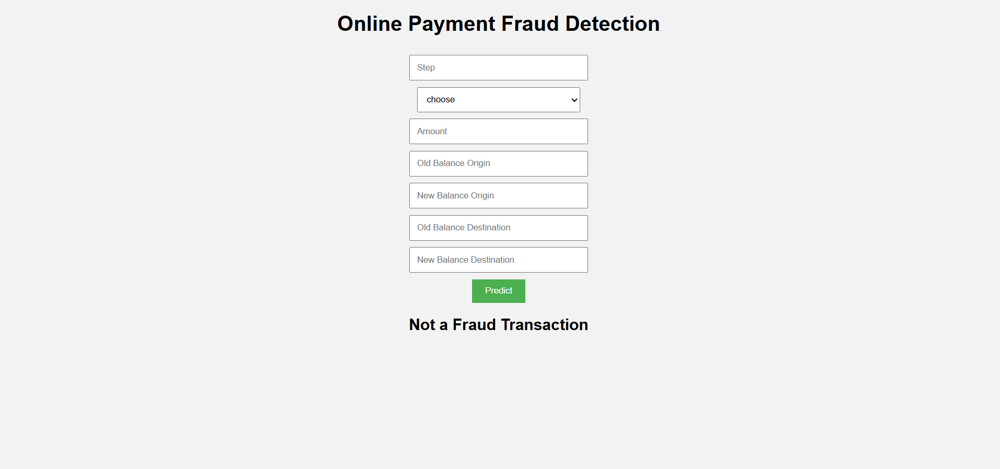 Online Payment Fraud Detection
Step
choose
Amount
Old Balance Origin
New Balance Origin
Old Balance Destination
New Balance Destination
Predict
Not a Fraud Transaction